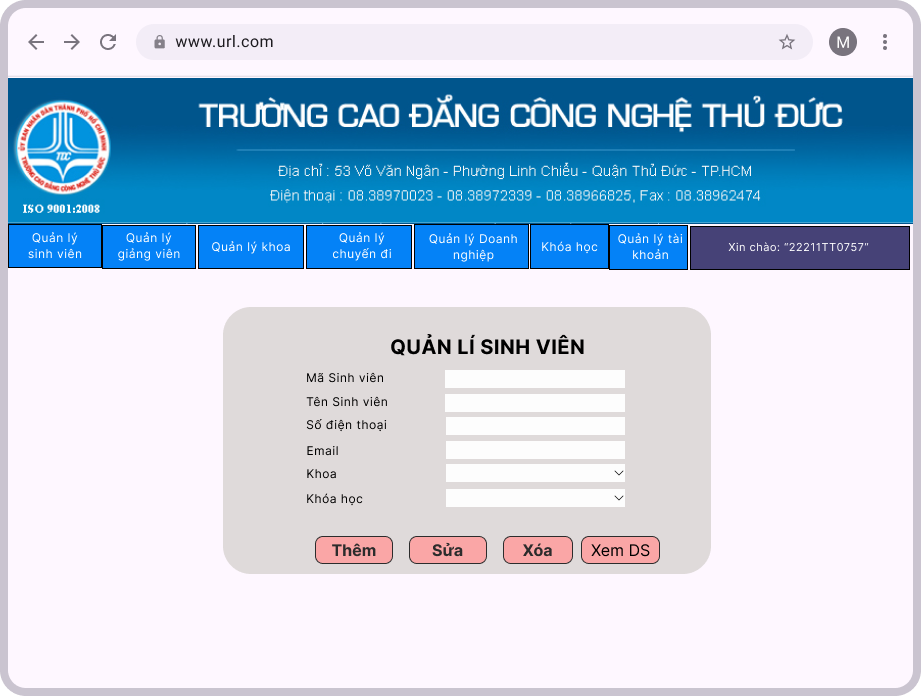 www.url.com
M
TRƯỜNG CAO ĐẲNG CÔNG NGHỆ THỦ ĐỨC
Địa chỉ : 53 Võ Văn Ngân - Phường Linh Chiểu - Quận Thủ Đức - TP.HCM
Điện thoại : 08.38970023 - 08.38972339 - 08.38966825, Fax : 08.38962474
ỦY BAN NHÂN DÂN THÀNH PHỐ HỒ CHÍ MINH
TDC
TRƯỜNG CAO ĐẲNG CÔNG NGHỆ THỦ ĐỨC
ISO 9001:2008
Quản lý
sinh viên
Quản lý
giảng viên
Quản lý khoa
Quản lý
chuyến đi
Quản lý Doanh
nghiệp
Khóa học
Quản lý tài
khoản
Xin chào: “22211TT0757”
QUẢN LÍ SINH VIÊN
Mã Sinh viên
Tên Sinh viên
Số điện thoại
Email
Khoa
Khóa học
Thêm
Sửa
Xóa
Xem DS